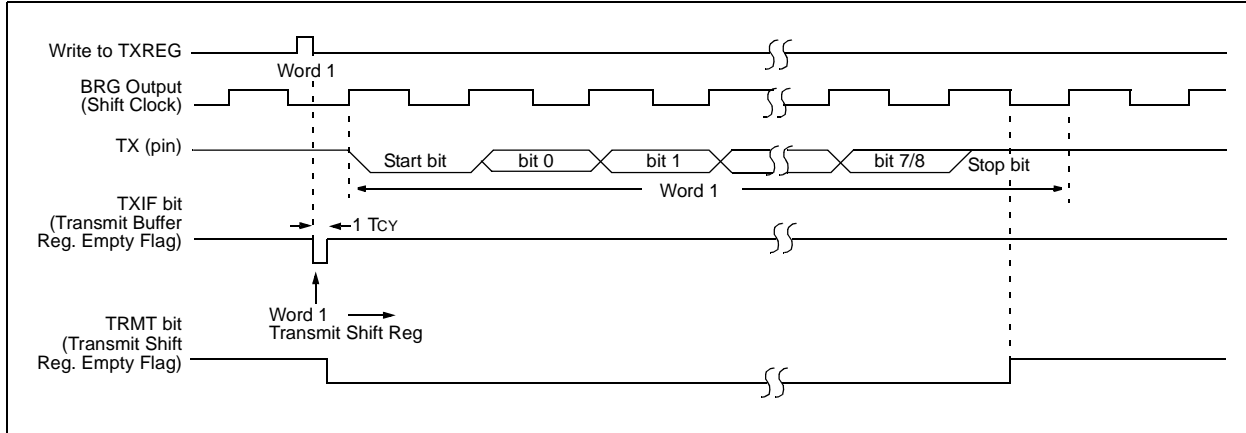 Write to TXREG
Word 1
BRG Output
(Shift Clock)
TX (pin)
Start bit
bit 0
bit 1
bit 7/8
Stop bit
Word 1
TXIF bit
(Transmit Buffer
Reg. Empty Flag)
1 TCY
Word 1
Transmit Shift Reg
TRMT bit
(Transmit Shift
Reg. Empty Flag)